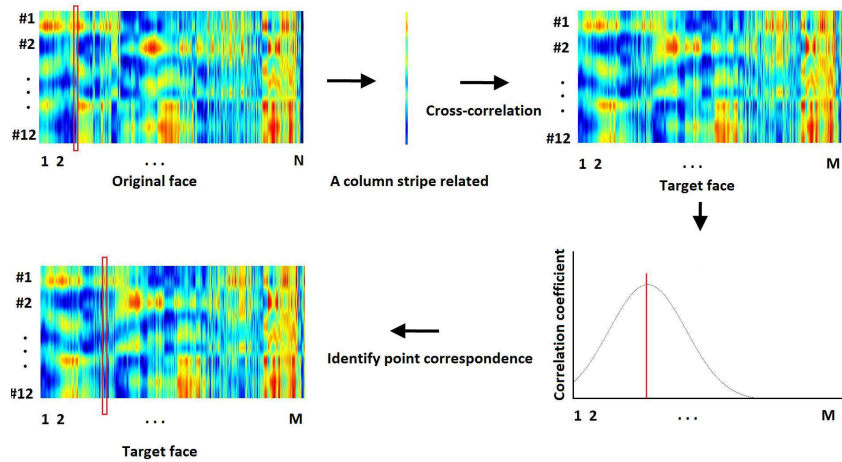 #1
#2
.
.
.
#12
1 2 ... N
Original face
A column stripe related
Cross-correlation
#1
#2
.
.
.
#12
1 2 ... M
Target face
Correlation coefficient
1 2 ... M
Identify point correspondence
#1
#2
.
.
.
#12
1 2 ... M
Target face